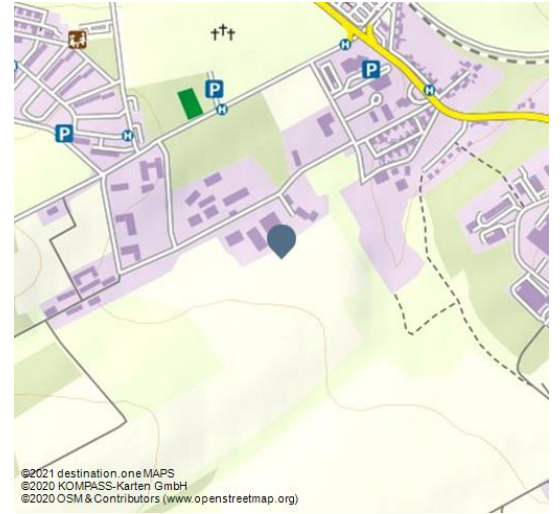 P
H
P
H
H
P
H
©2021 destination.one MAPS
©2020 KOMPASS-Karten GmbH
©2020 OSM & Contributors (www.openstreetmap.org)